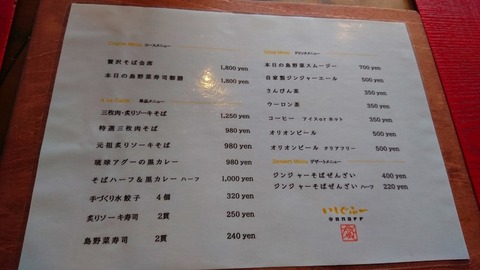 Course Menu コースメニュー
贅沢そば会席 1,800 yen
本日の島野菜寿司御膳 1,800 yen
A La Carte 単品メニュー
三枚肉・炙りソーキそば 1,250 yen
特選三枚肉そば 980 yen
元祖炙りソーキそば 980 yen
琉球アグーの黒カレー 980 yen
そばハーフ＆黒カレー ハーフ 1,000 yen
手づくり水餃子 4個 320 yen
炙りソーキ寿司 2貫 250 yen
島野菜寿司 2貫 240 yen
Drink Menu ドリンクメニュー
本日の島野菜スムージー 700 yen
自家製ジンジャーエール 500 yen
さんぴん茶 350 yen
ウーロン茶 350 yen
コーヒー アイス or ホット 350 yen
オリオンビール 500 yen
オリオンビール クリアフリー 500 yen
Dessert Menu デザートメニュー
ジンジャーそばぜんざい 400 yen
ジンジャーそばぜんざい ハーフ 220 yen
いしぐふー